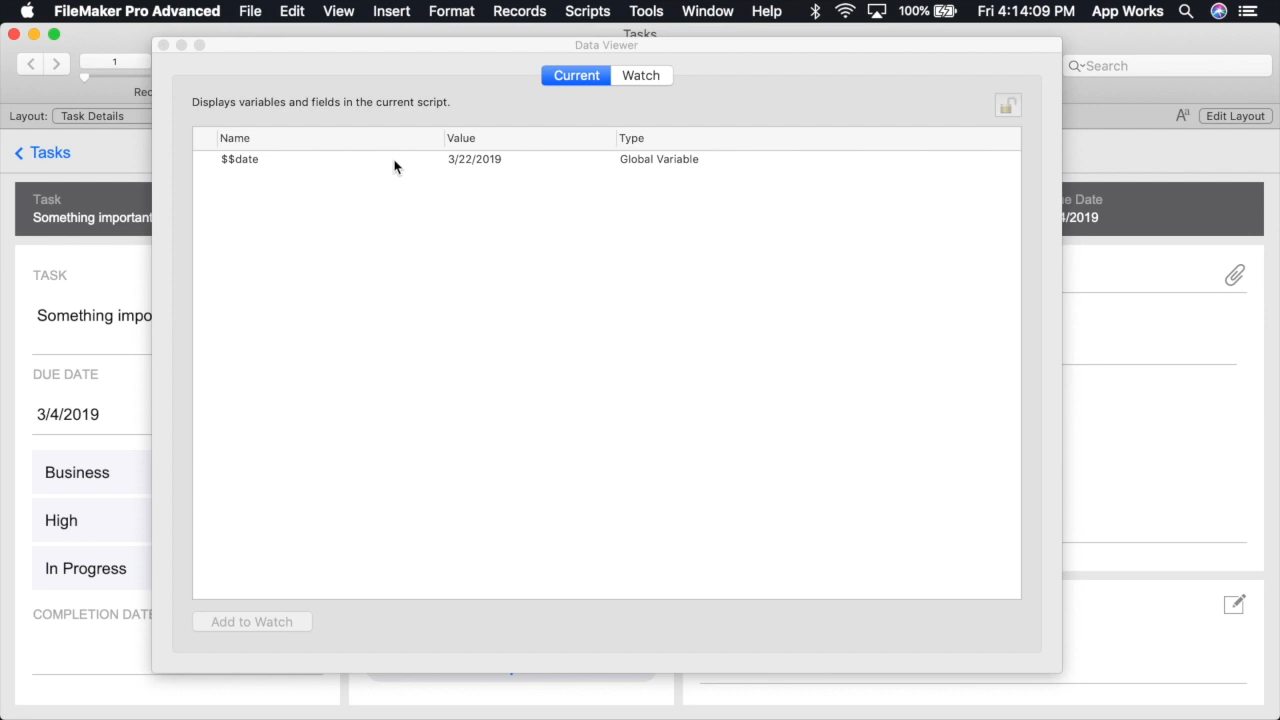 FileMaker Pro Advanced File Edit View Insert Format Records Scripts Tools Window Help 100% Fri 4:14:09 PM App Works
Tasks
Data Viewer
1
Search
Current Watch
Displays variables and fields in the current script.
Layout: Task Details
Edit Layout
Name Value Type
$$date 3/22/2019 Global Variable
Tasks
Task
Something important
Date
/2019
TASK
Something impo
DUE DATE
3/4/2019
Business
High
In Progress
COMPLETION DATE
Add to Watch